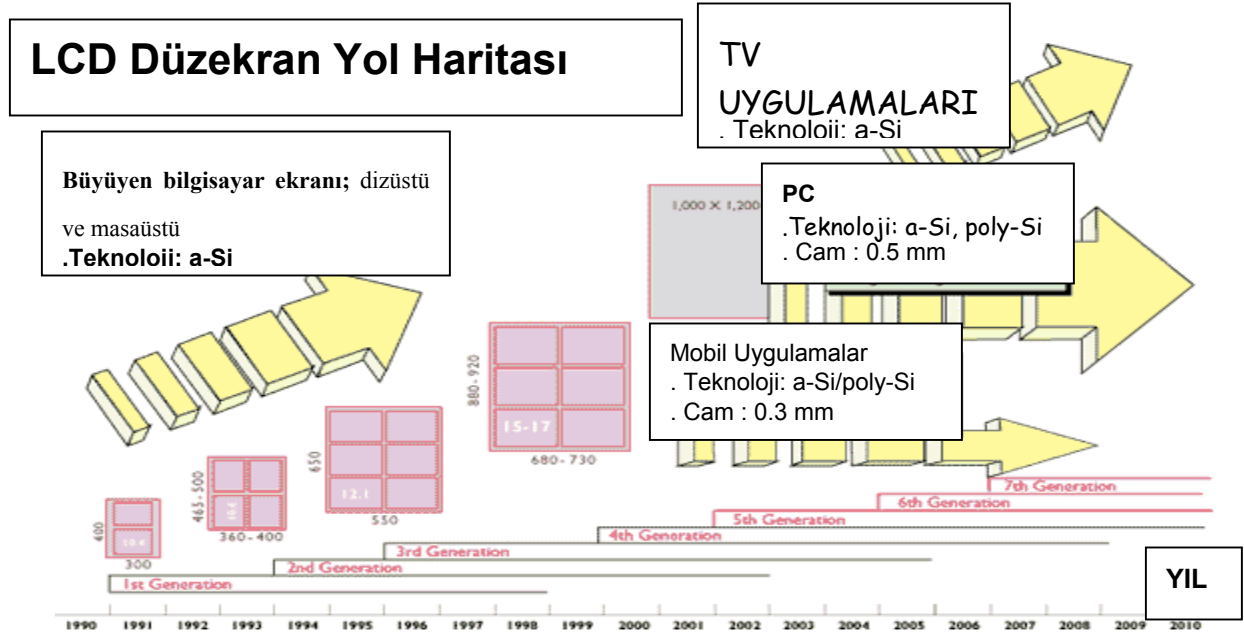 LCD Düzekran Yol Haritası
TV
UYGULAMALARI
. Teknoloji: a-Si
Büyüyen bilgisayar ekranı; dizüstü
ve masaüstü
.Teknoloji: a-Si
1,000 X 1,200
PC
.Teknoloji: a-Si, poly-Si
. Cam : 0.5 mm
Mobil Uygulamalar
. Teknoloji: a-Si/poly-Si
. Cam : 0.3 mm
880-920
15-17
680-730
650
12.1
550
465-500
360-400
400
10.4
300
7th Generation
6th Generation
5th Generation
4th Generation
3rd Generation
2nd Generation
1st Generation
YIL
1990 1991 1992 1993 1994 1995 1996 1997 1998 1999 2000 2001 2002 2003 2004 2005 2006 2007 2008 2009 2010